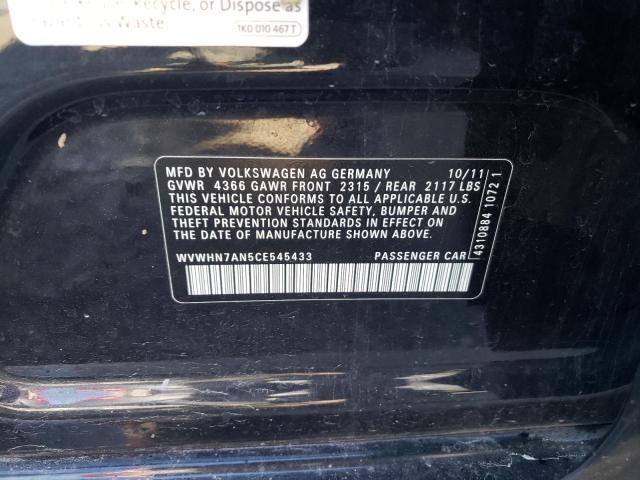 Recycle, or Dispose as
Waste.
1K0 010 467 T
MFD BY VOLKSWAGEN AG GERMANY 10/11
GVWR 4366 GAWR FRONT 2315 / REAR 2117 LBS
THIS VEHICLE CONFORMS TO ALL APPLICABLE U.S.
FEDERAL MOTOR VEHICLE SAFETY, BUMPER AND
THEFT PREVENTION STANDARDS IN EFFECT ON
THE DATE OF MANUFACTURE SHOWN ABOVE.
WVWHN7AN5CE545433 PASSENGER CAR
4310884 1072 1